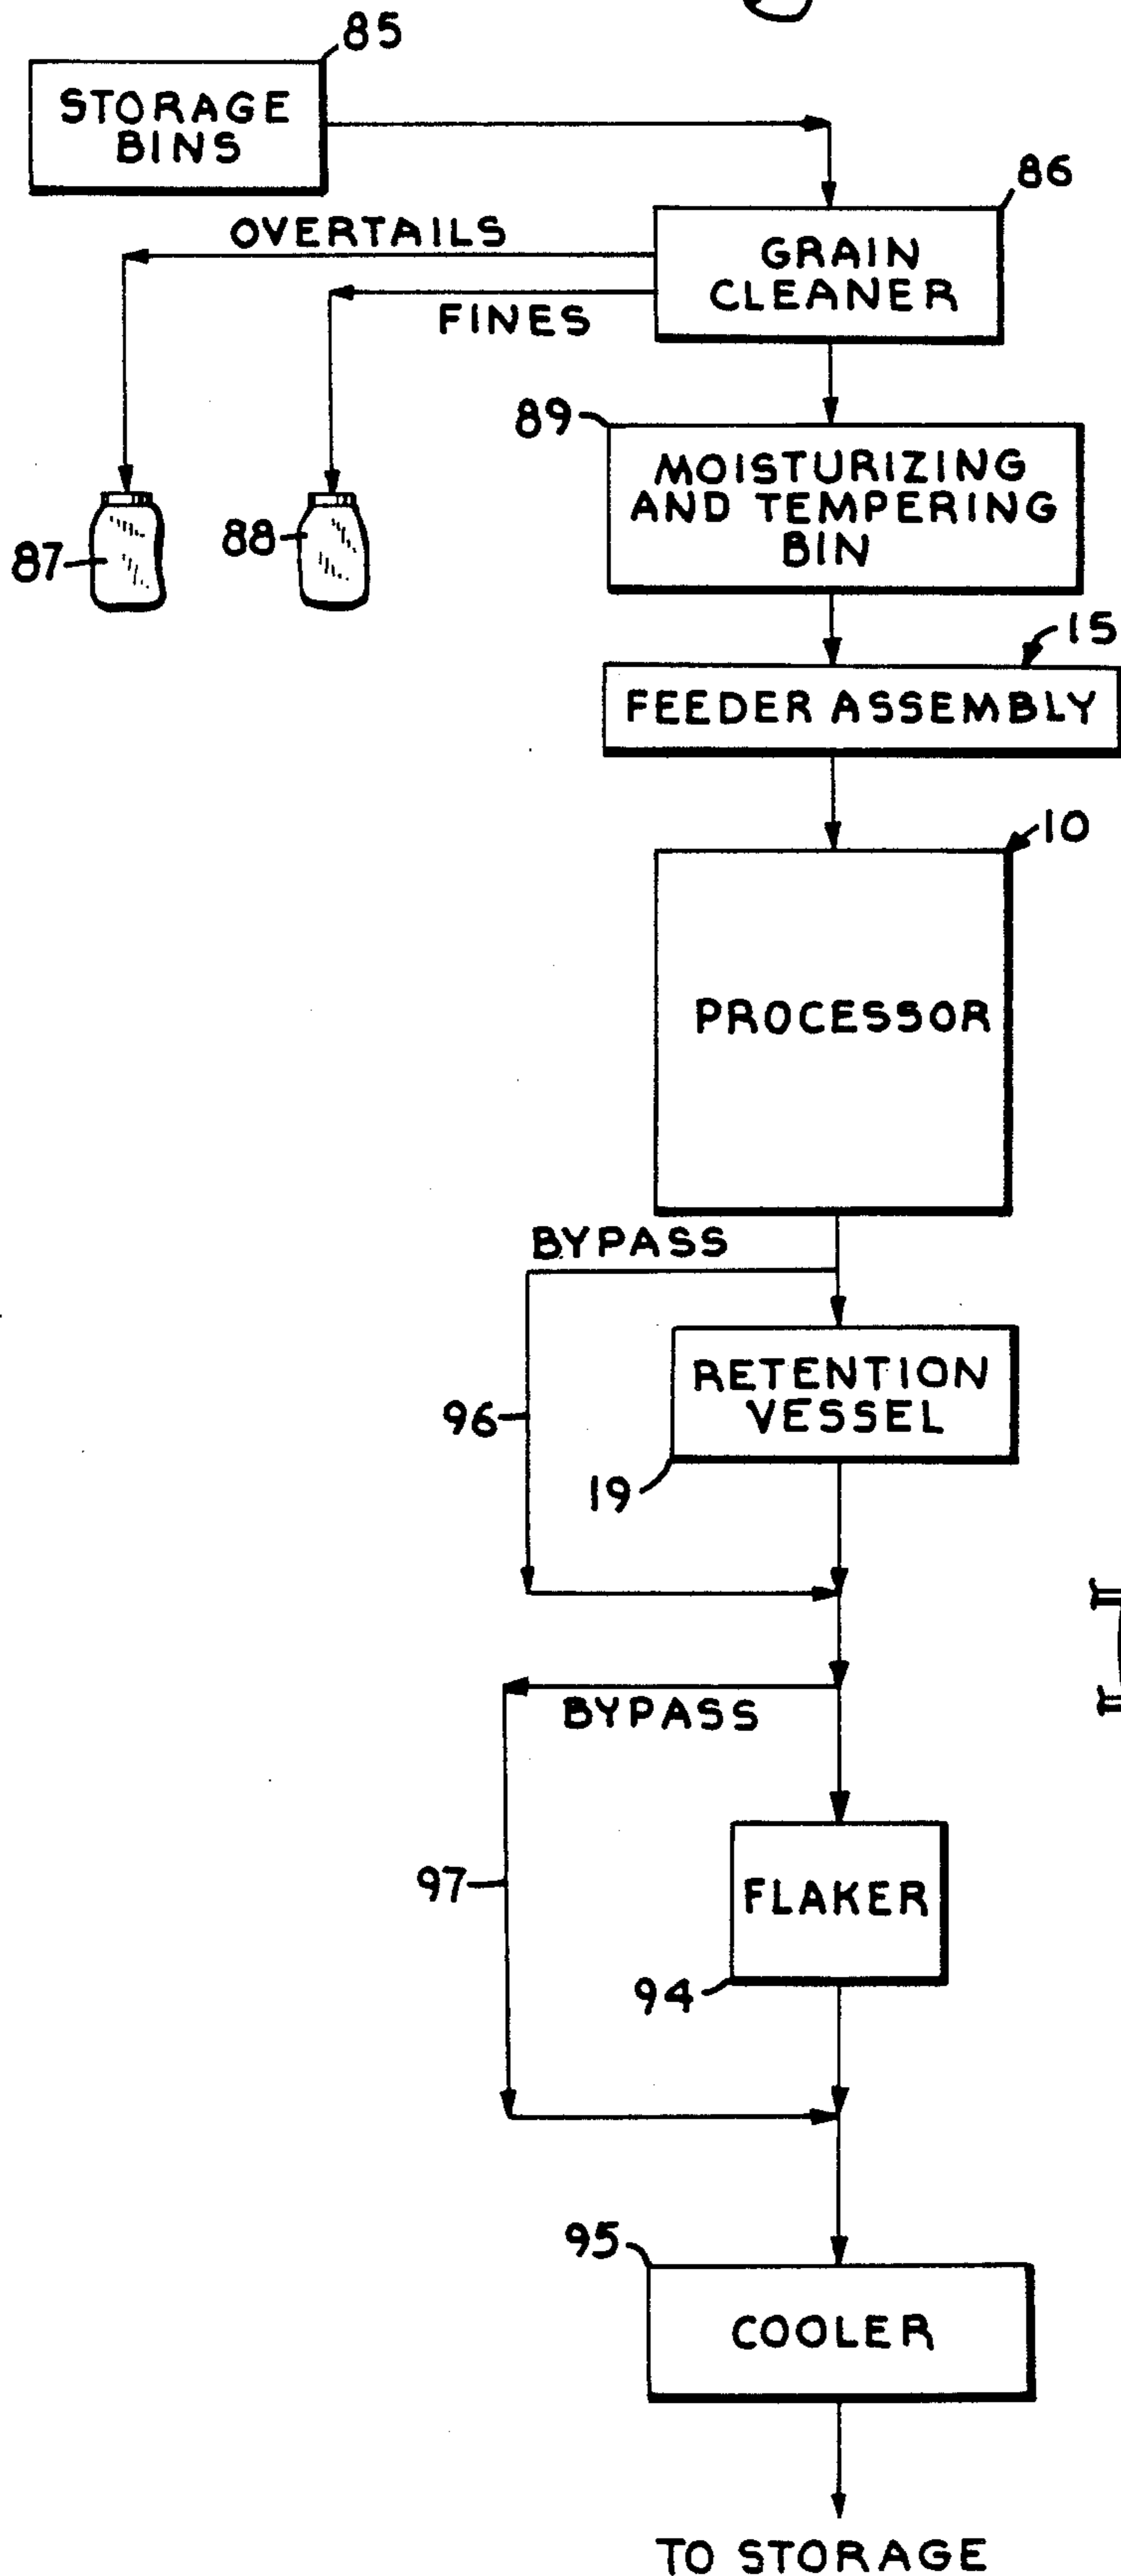 85
STORAGE
BINS
86
OVERTAILS
GRAIN
CLEANER
FINES
89
MOISTURIZING
AND TEMPERING
BIN
87
88
15
FEEDER ASSEMBLY
10
PROCESSOR
BYPASS
RETENTION
VESSEL
96
19
BYPASS
97
FLAKER
94
95
COOLER
TO STORAGE